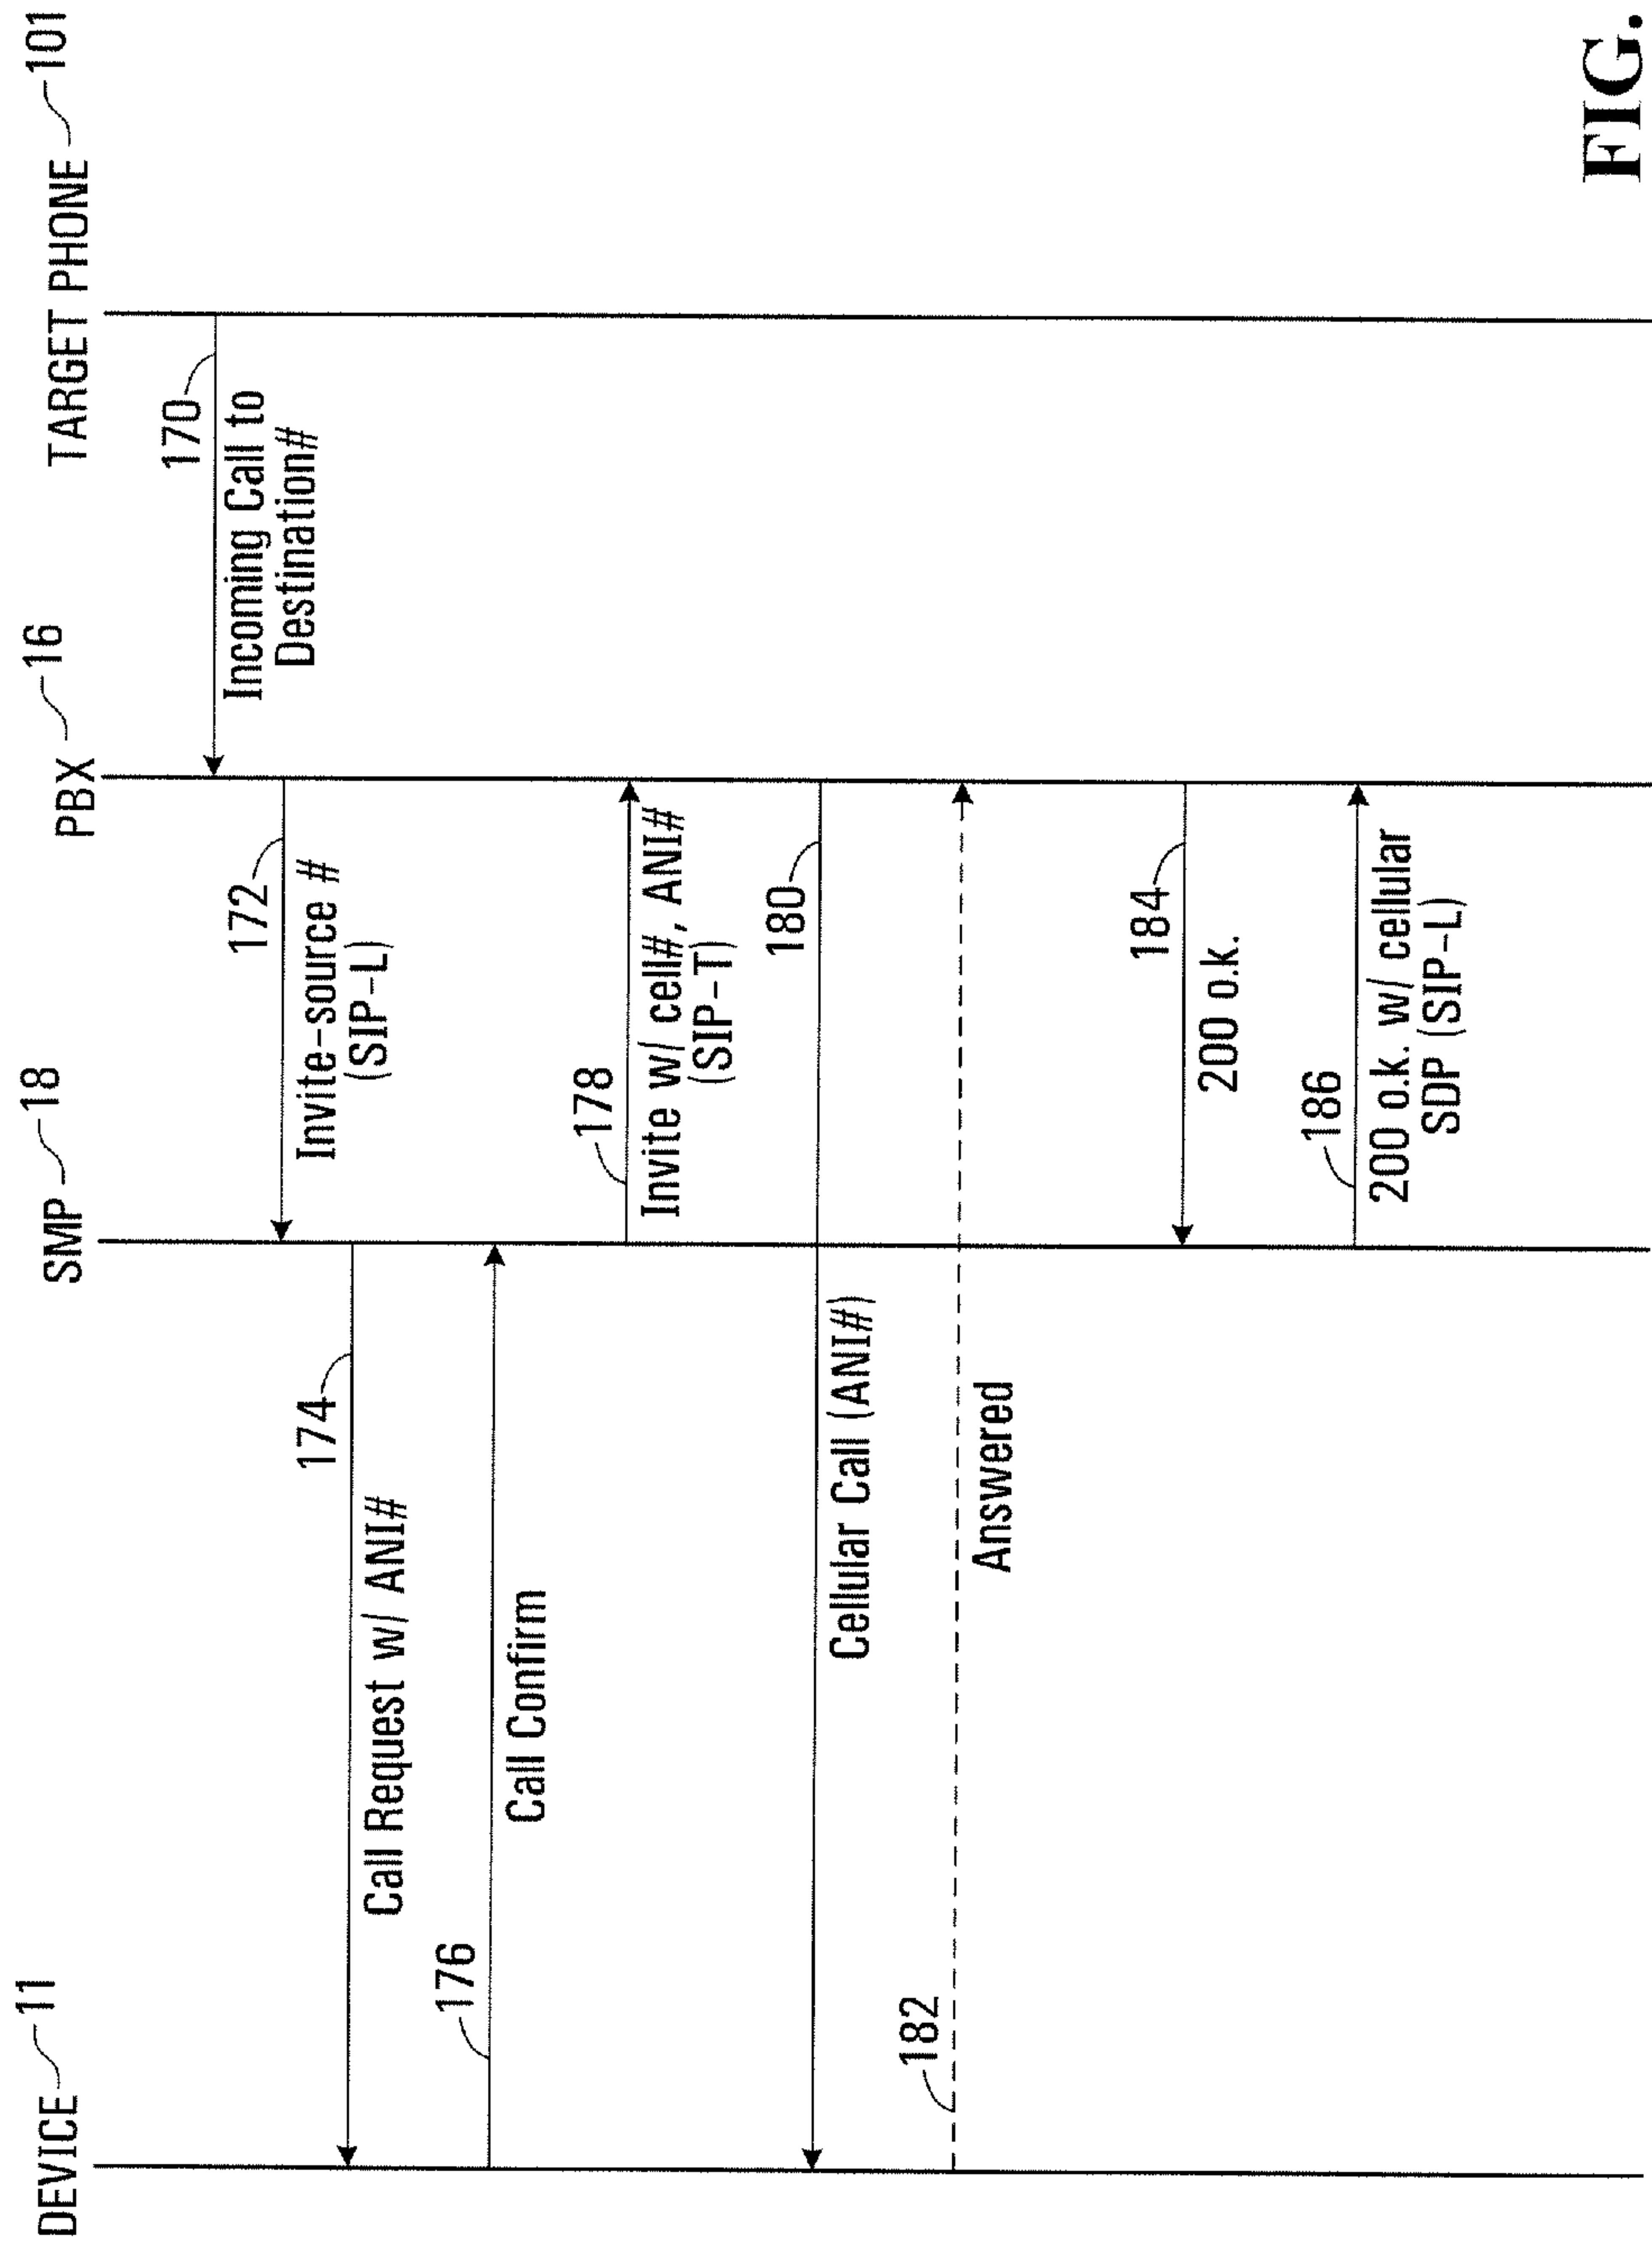 DEVICE 11
SMP 18
PBX 16
TARGET PHONE 101
170
Incoming Call to
Destination#
172
Invite-source #
(SIP-L)
174
Call Request w/ ANI#
176
Call Confirm
178
Invite w/ cell#, ANI#
(SIP-T)
180
Cellular Call (ANI#)
182
Answered
184
200 o.k.
186
200 o.k. w/ cellular
SDP (SIP-L)
FIG.